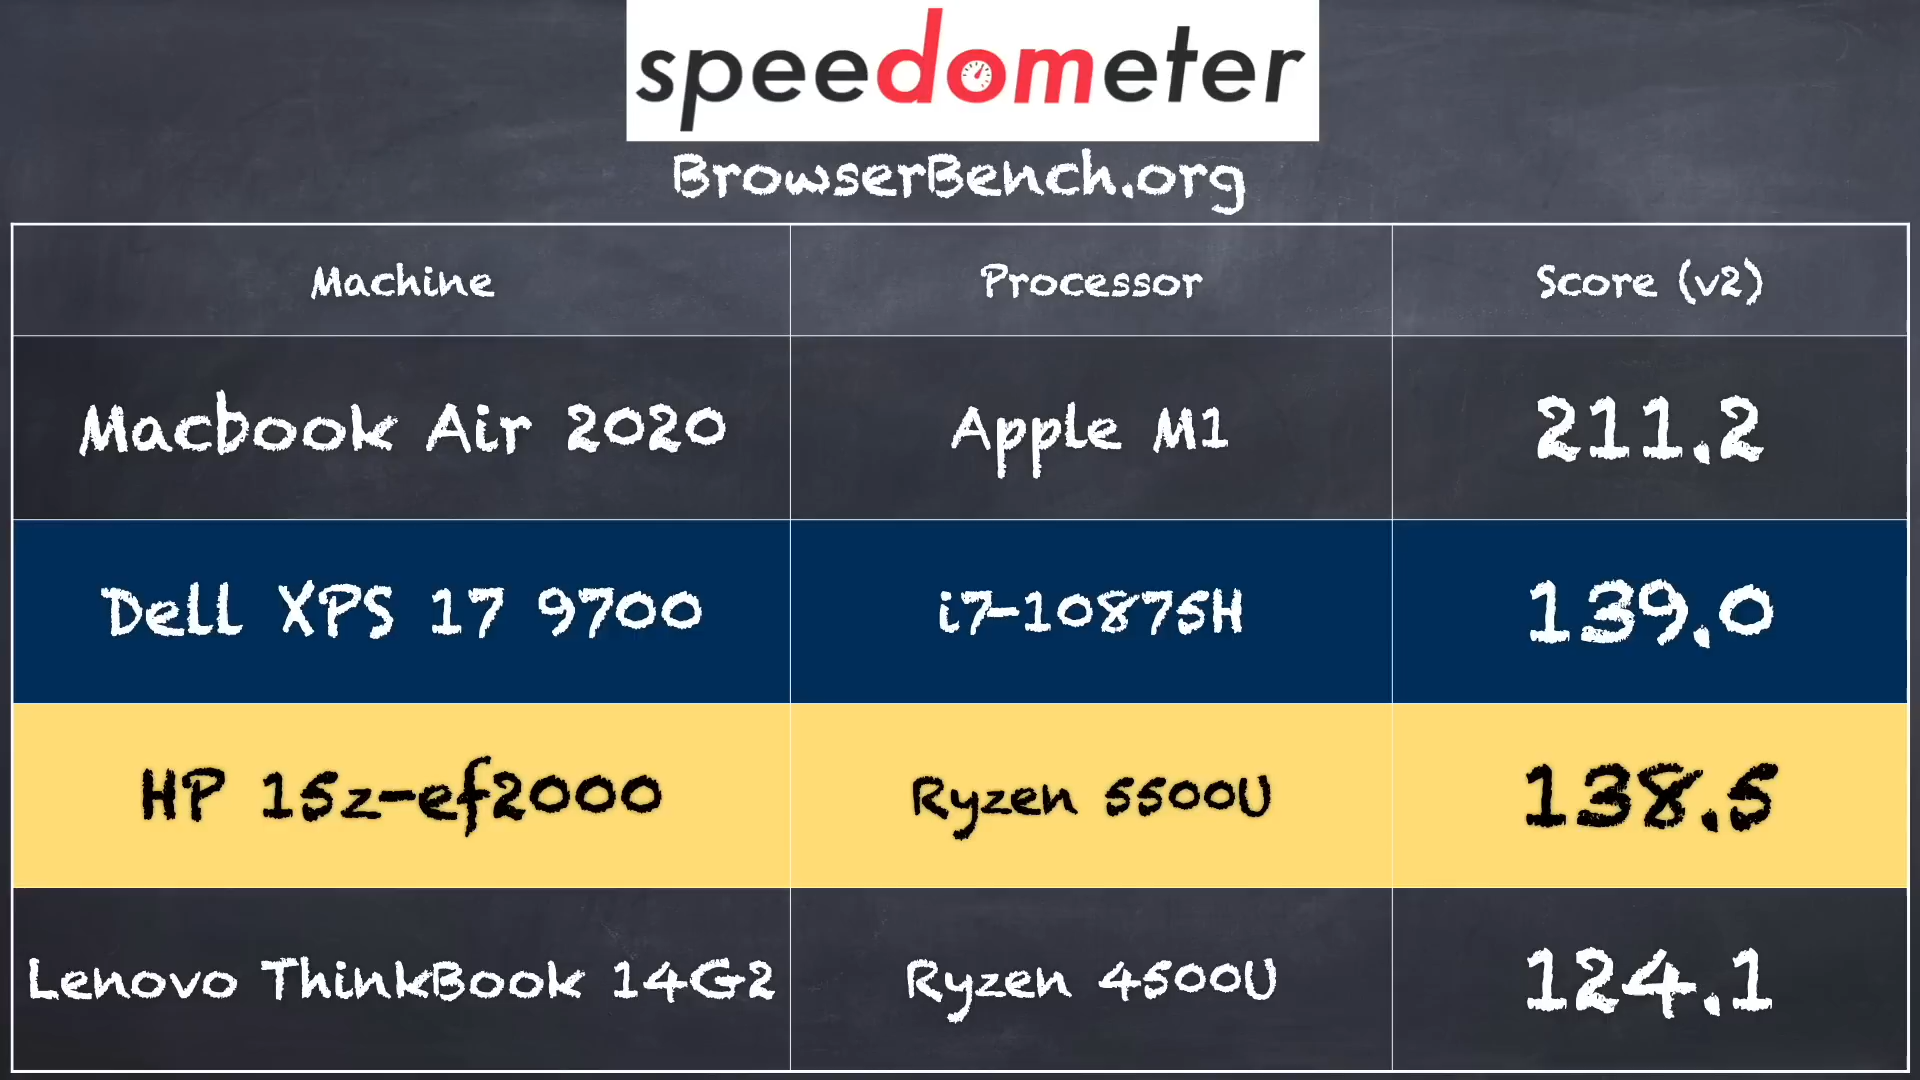 speedometer
BrowserBench.org
Machine Processor Score (v2)
Macbook Air 2020 Apple M1 211.2
Dell XPS 17 9700 i7-10875H 139.0
HP 15z-ef2000 Ryzen 5500U 138.5
Lenovo ThinkBook 14G2 Ryzen 4500U 124.1